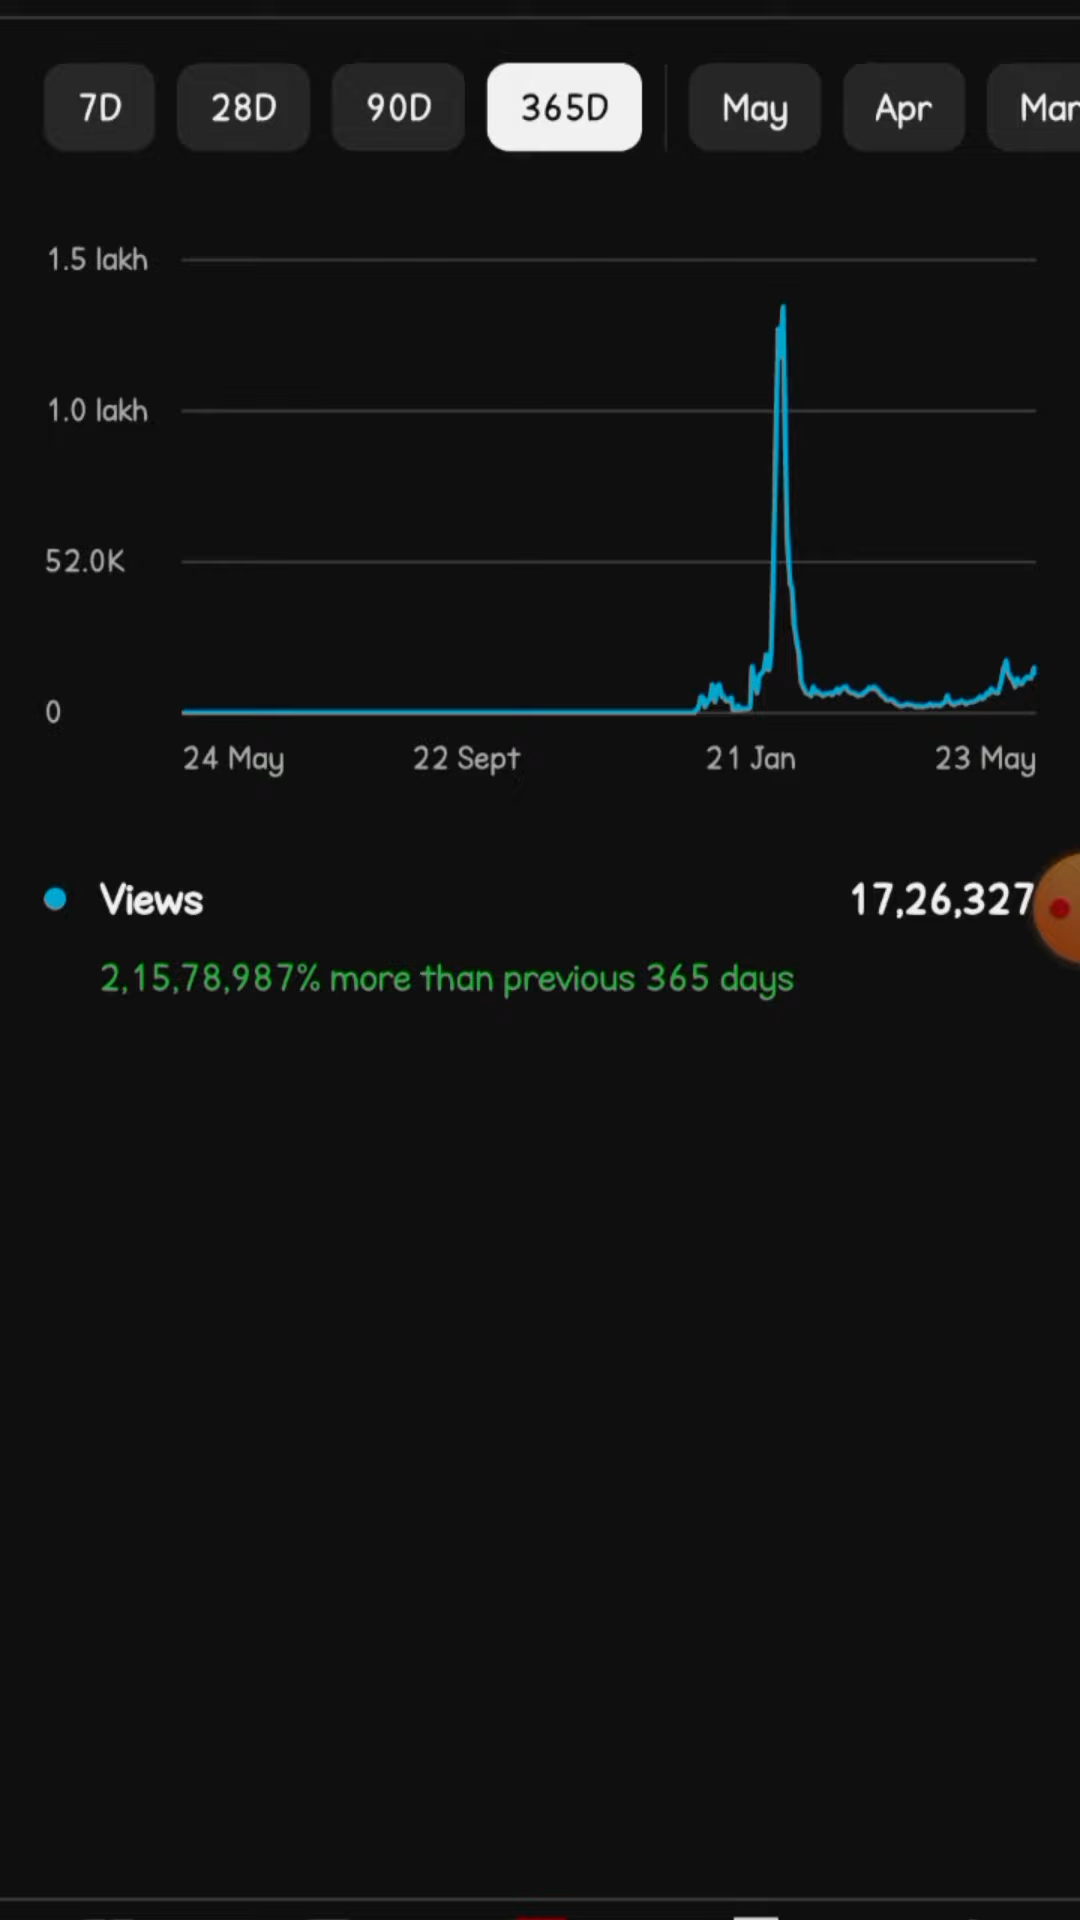 7D 28D 90D 365D May Apr Mar
1.5 lakh
1.0 lakh
52.0K
0
24 May 22 Sept 21 Jan 23 May
Views 17,26,327
2,15,78,987% more than previous 365 days